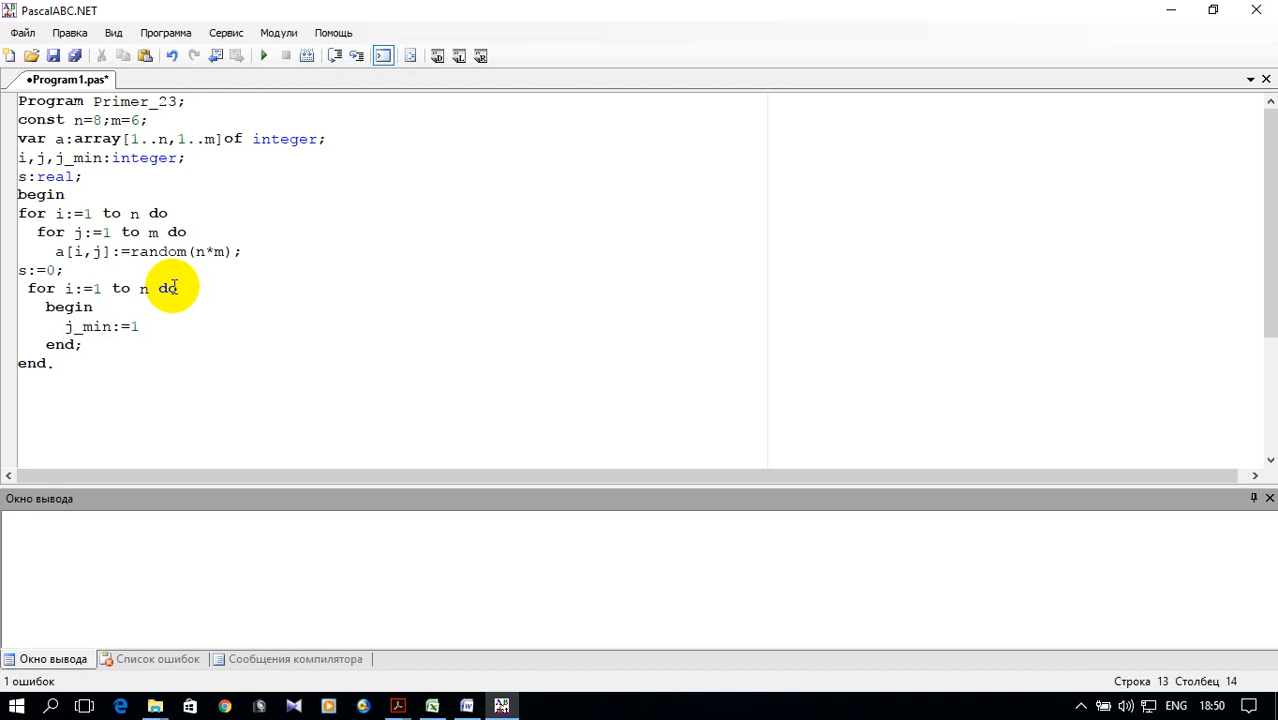 PascalABC.NET
Файл Правка Вид Программа Сервис Модули Помощь
•Program1.pas*
Program Primer_23;
const n=8;m=6;
var a:array[1..n,1..m]of integer;
i,j,j_min:integer;
s:real;
begin
for i:=1 to n do
for j:=1 to m do
a[i,j]:=random(n*m);
s:=0;
for i:=1 to n do
begin
j_min:=1
end;
end.
Окно вывода
Окно вывода Список ошибок Сообщения компилятора
1 ошибок Строка 13 Столбец 14
ENG 18:50